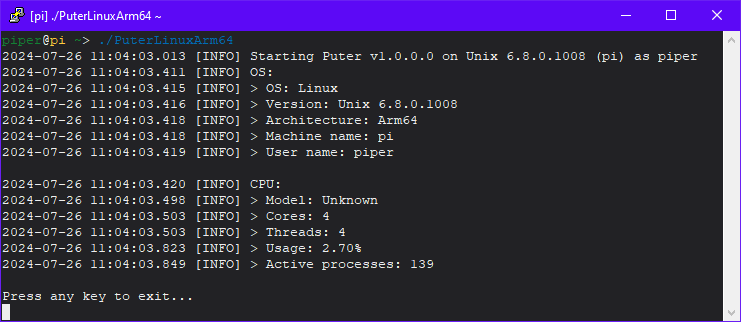 [pi] ./PuterLinuxArm64 ~
piper@pi ~> ./PuterLinuxArm64
2024-07-26 11:04:03.013 [INFO] Starting Puter v1.0.0.0 on Unix 6.8.0.1008 (pi) as piper
2024-07-26 11:04:03.411 [INFO] OS:
2024-07-26 11:04:03.415 [INFO] > OS: Linux
2024-07-26 11:04:03.416 [INFO] > Version: Unix 6.8.0.1008
2024-07-26 11:04:03.418 [INFO] > Architecture: Arm64
2024-07-26 11:04:03.418 [INFO] > Machine name: pi
2024-07-26 11:04:03.419 [INFO] > User name: piper
2024-07-26 11:04:03.420 [INFO] CPU:
2024-07-26 11:04:03.498 [INFO] > Model: Unknown
2024-07-26 11:04:03.503 [INFO] > Cores: 4
2024-07-26 11:04:03.503 [INFO] > Threads: 4
2024-07-26 11:04:03.823 [INFO] > Usage: 2.70%
2024-07-26 11:04:03.849 [INFO] > Active processes: 139
Press any key to exit...